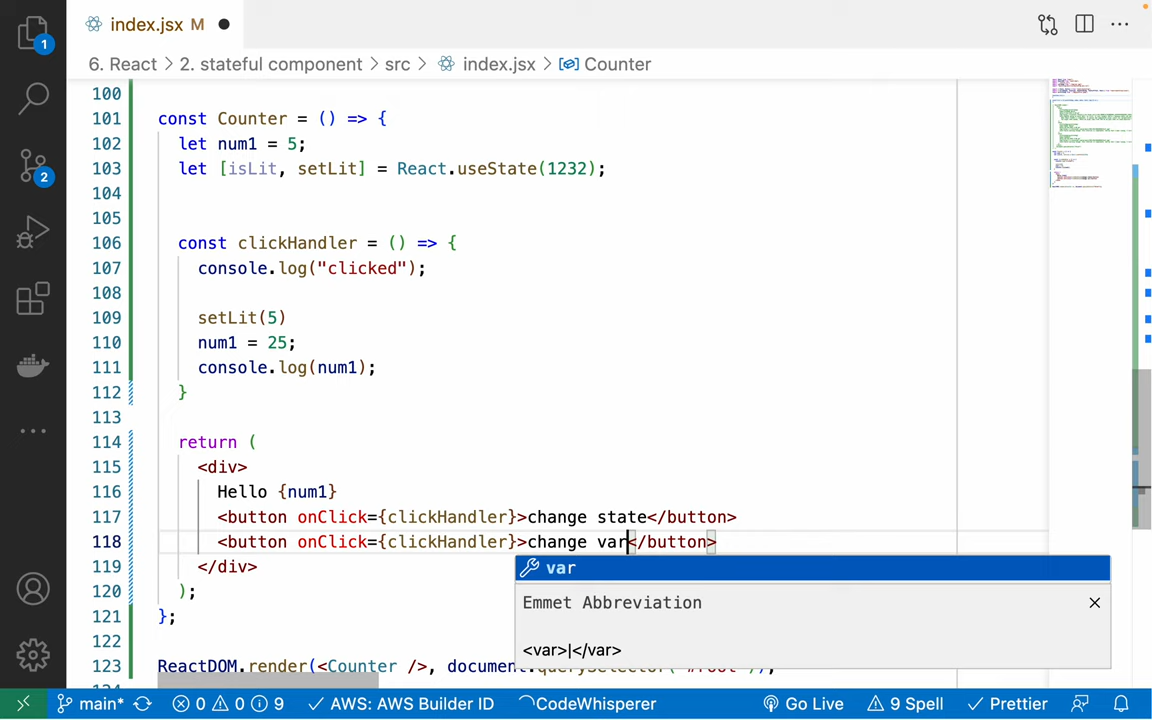 index.jsx M
1
6. React > 2. stateful component > src > index.jsx > Counter
100
101 const Counter = () => {
102 let num1 = 5;
103 let [isLit, setLit] = React.useState(1232);
104
105
106 const clickHandler = () => {
107 console.log("clicked");
108
109 setLit(5)
110 num1 = 25;
111 console.log(num1);
112 }
113
114 return (
115 <div>
116 Hello {num1}
117 <button onClick={clickHandler}>change state</button>
118 <button onClick={clickHandler}>change var</button>
119 </div>
120 );
121 };
122
123 ReactDOM.render(<Counter />, document.querySelector("#root"));
2
var
Emmet Abbreviation
<var>|</var>
main* 0 0 9 AWS: AWS Builder ID CodeWhisperer Go Live 9 Spell Prettier